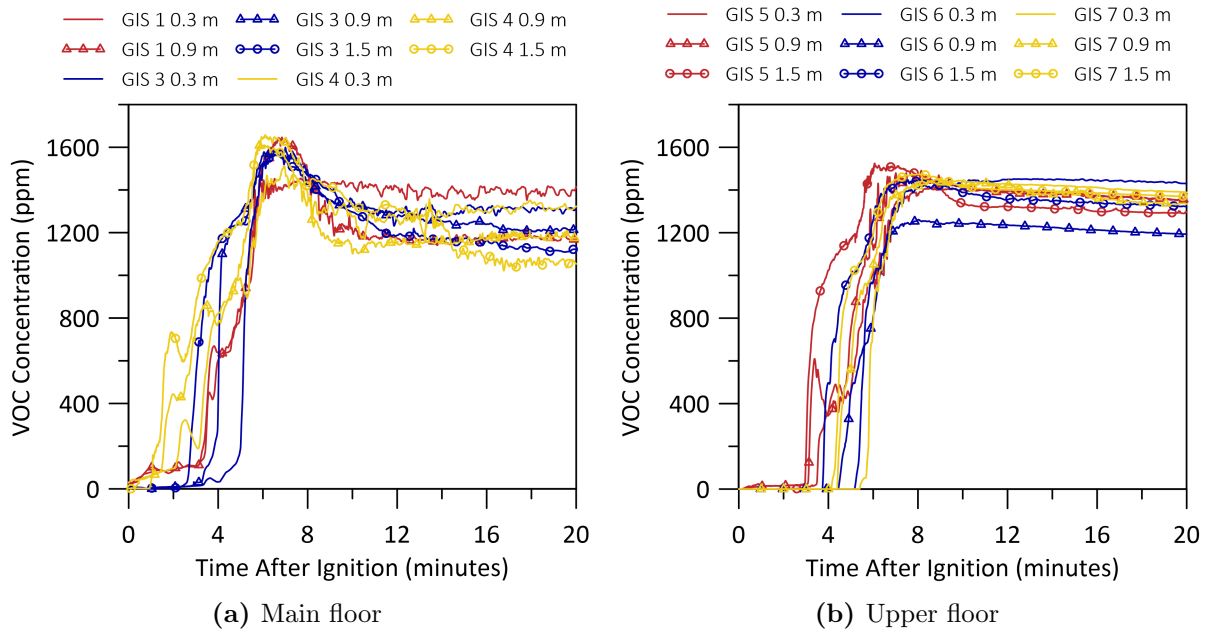 GIS 1 0.3 m GIS 3 0.9 m GIS 4 0.9 m
GIS 1 0.9 m GIS 3 1.5 m GIS 4 1.5 m
GIS 3 0.3 m GIS 4 0.3 m
VOC Concentration (ppm)
1600
1200
800
400
0
0 4 8 12 16 20
Time After Ignition (minutes)
(a) Main floor
GIS 5 0.3 m GIS 6 0.3 m GIS 7 0.3 m
GIS 5 0.9 m GIS 6 0.9 m GIS 7 0.9 m
GIS 5 1.5 m GIS 6 1.5 m GIS 7 1.5 m
VOC Concentration (ppm)
1600
1200
800
400
0
0 4 8 12 16 20
Time After Ignition (minutes)
(b) Upper floor